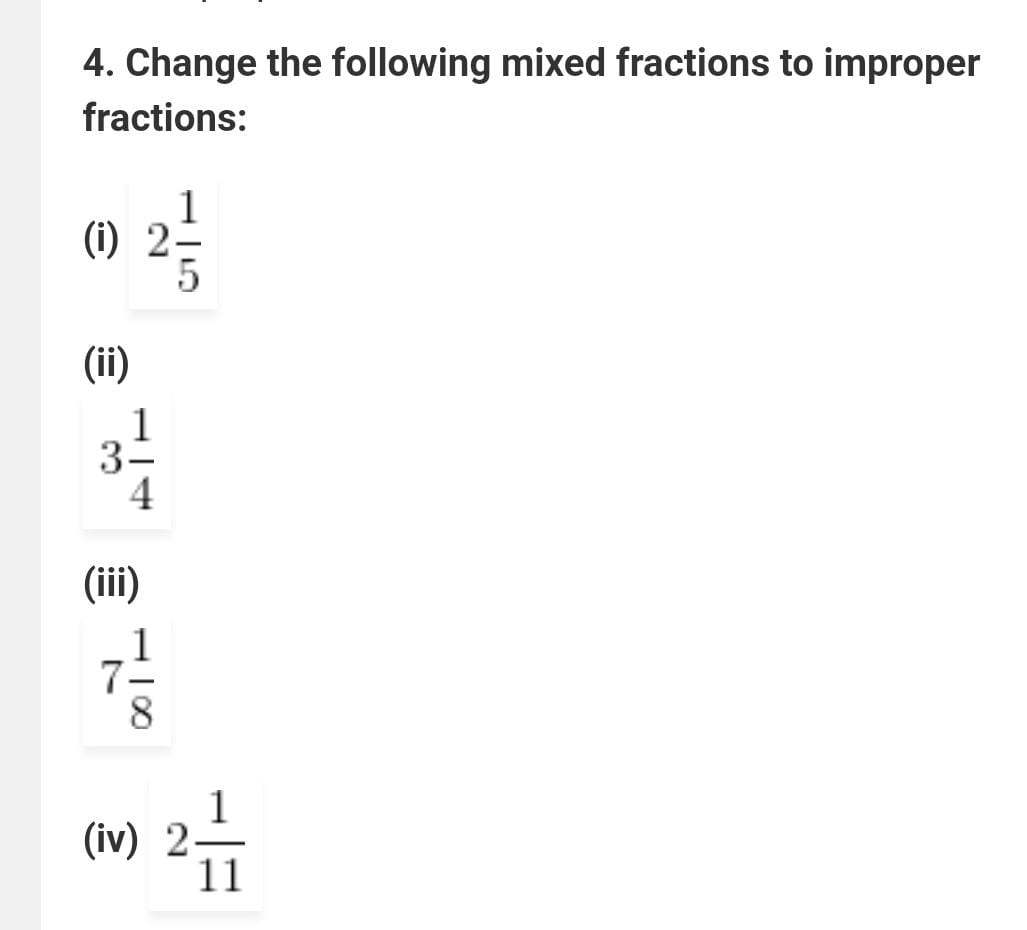 4. Change the following mixed fractions to improper
fractions:
(i) 2 1/5
(ii)
3 1/4
(iii)
7 1/8
(iv) 2 1/11